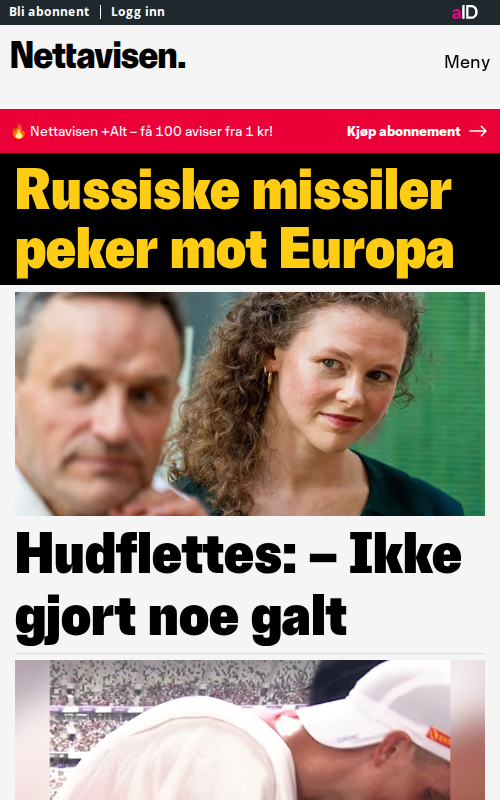 Bli abonnent
Logg inn
aID
Nettavisen.
Meny
🔥 Nettavisen +Alt – få 100 aviser fra 1 kr!
Kjøp abonnement →
Russiske missiler
peker mot Europa
Hudflettes: – Ikke
gjort noe galt